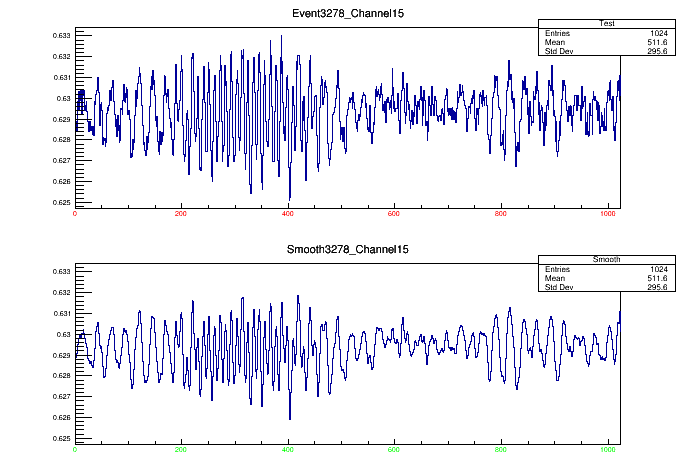 Event3278_Channel15
Test
Entries 1024
Mean 511.6
Std Dev 295.6
0.633
0.632
0.631
0.63
0.629
0.628
0.627
0.626
0.625
0 200 400 600 800 1000
Smooth3278_Channel15
Smooth
Entries 1024
Mean 511.6
Std Dev 295.6
0.633
0.632
0.631
0.63
0.629
0.628
0.627
0.626
0.625
0 200 400 600 800 1000